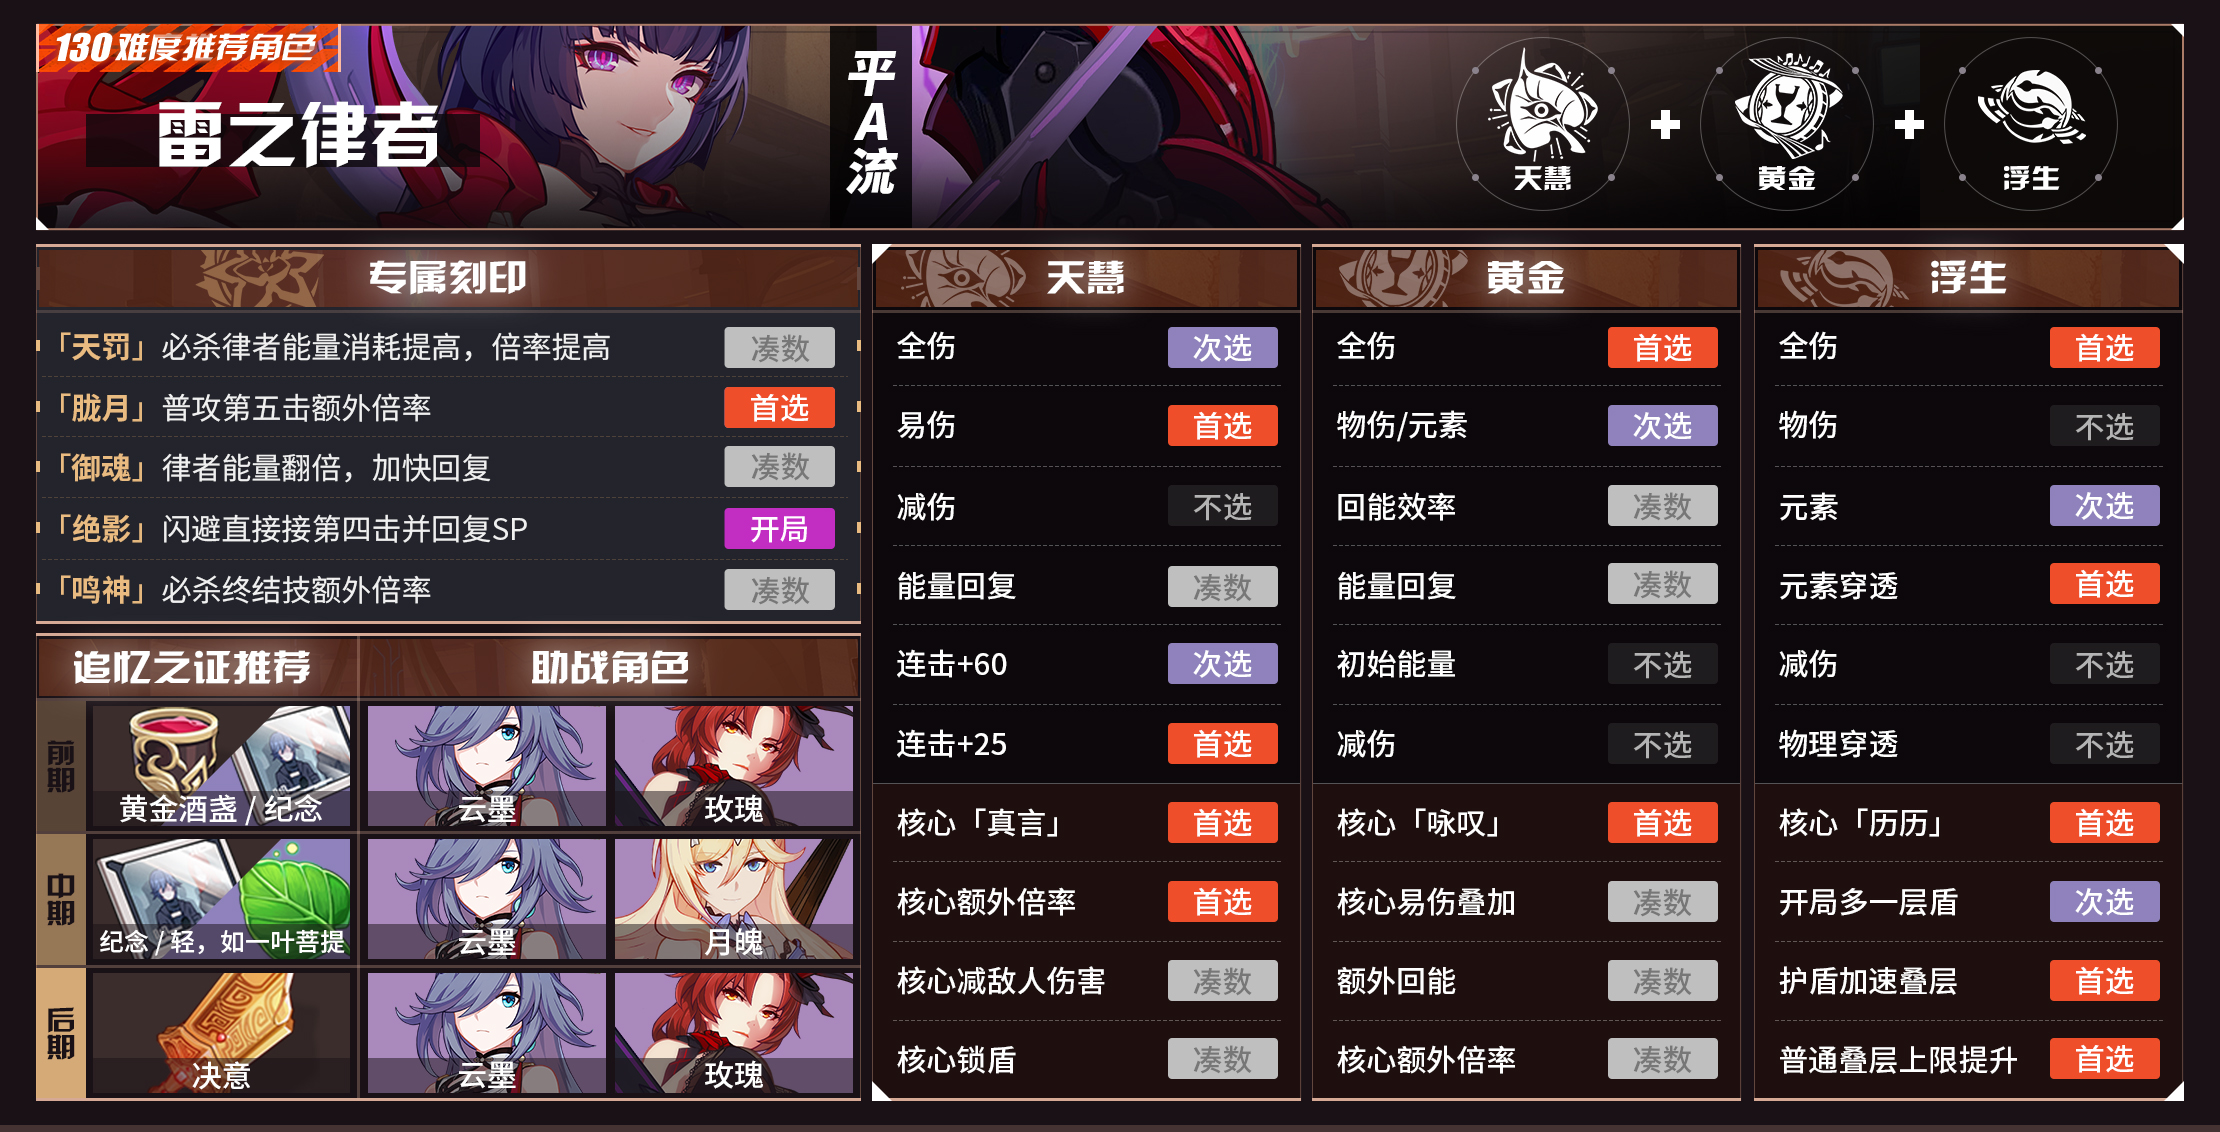 130难度推荐角色
雷之律者
平A流
天慧 + 黄金 + 浮生
专属刻印
「天罚」必杀律者能量消耗提高，倍率提高 凑数
「胧月」普攻第五击额外倍率 首选
「御魂」律者能量翻倍，加快回复 凑数
「绝影」闪避直接接第四击并回复SP 开局
「鸣神」必杀终结技额外倍率 凑数
追忆之证推荐 助战角色
前期
黄金酒盏 / 纪念 云墨 玫瑰
中期
纪念 / 轻，如一叶菩提 云墨 月魄
后期
决意 云墨 玫瑰
天慧
全伤 次选
易伤 首选
减伤 不选
能量回复 凑数
连击+60 次选
连击+25 首选
核心「真言」 首选
核心额外倍率 首选
核心减敌人伤害 凑数
核心锁盾 凑数
黄金
全伤 首选
物伤/元素 次选
回能效率 凑数
能量回复 凑数
初始能量 不选
减伤 不选
核心「咏叹」 首选
核心易伤叠加 凑数
额外回能 凑数
核心额外倍率 凑数
浮生
全伤 首选
物伤 不选
元素 次选
元素穿透 首选
减伤 不选
物理穿透 不选
核心「历历」 首选
开局多一层盾 次选
护盾加速叠层 首选
普通叠层上限提升 首选